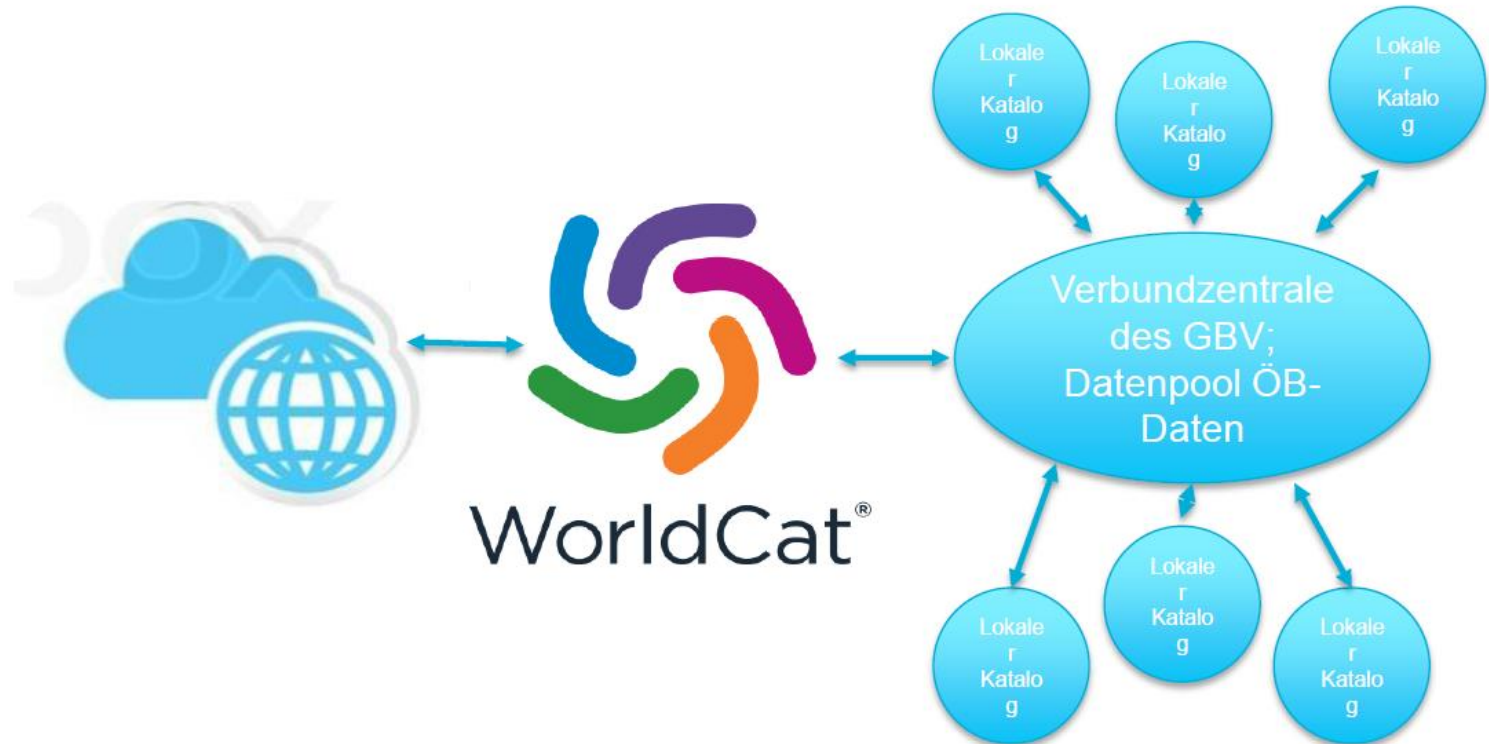 Lokale
r
Katalo
g
Lokale
r
Katalo
g
Lokale
r
Katalo
g
WorldCat®
Verbundzentrale
des GBV;
Datenpool ÖB-
Daten
Lokale
r
Katalo
g
Lokale
r
Katalo
g
Lokale
r
Katalo
g